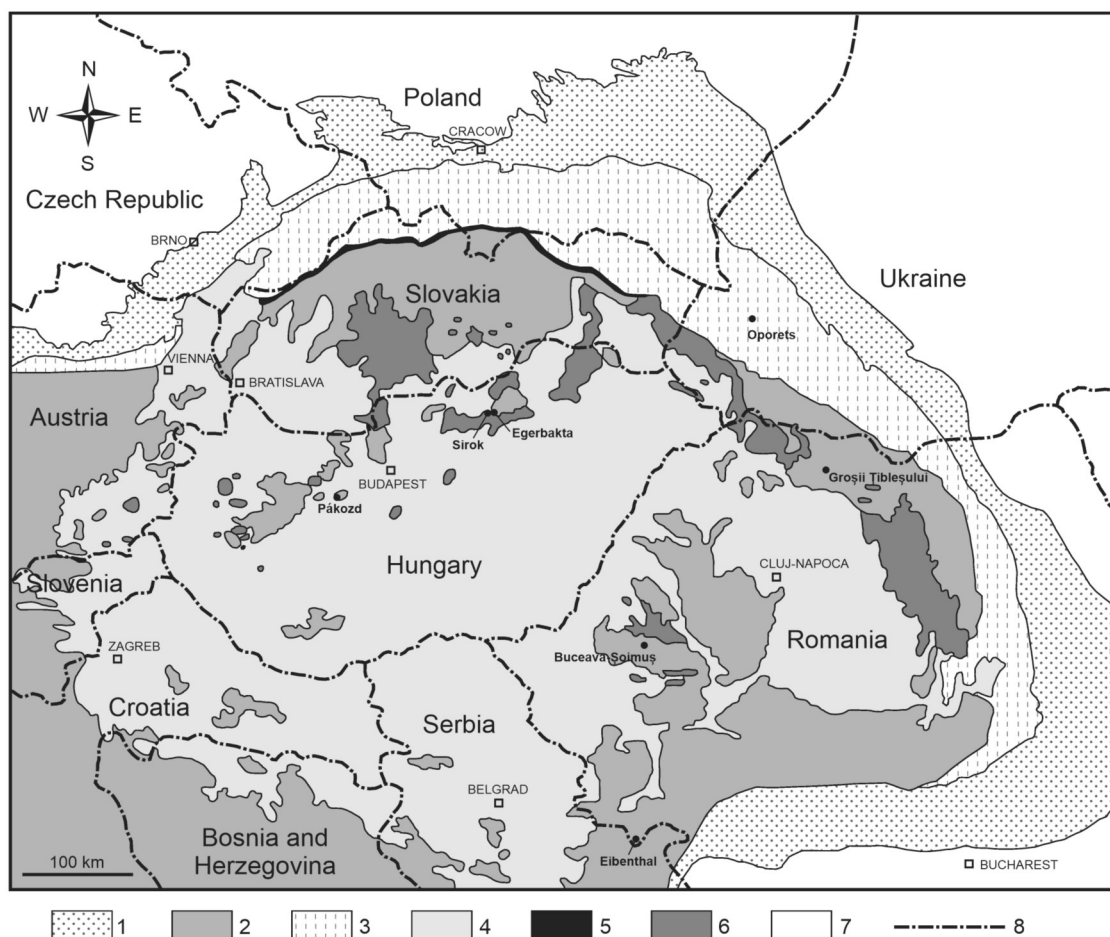 N
W E
S
Poland
CRACOW
Czech Republic
BRNO
Ukraine
Slovakia
Oporets
VIENNA
BRATISLAVA
Austria
Sirok
Egerbakta
BUDAPEST
Pákozd
Groșii Țibleșului
Hungary
CLUJ-NAPOCA
Slovenia
ZAGREB
Romania
Buceava-Șoimuș
Croatia
Serbia
BELGRAD
Bosnia and
Herzegovina
Eibenthal
100 km
BUCHAREST
1 2 3 4 5 6 7 8